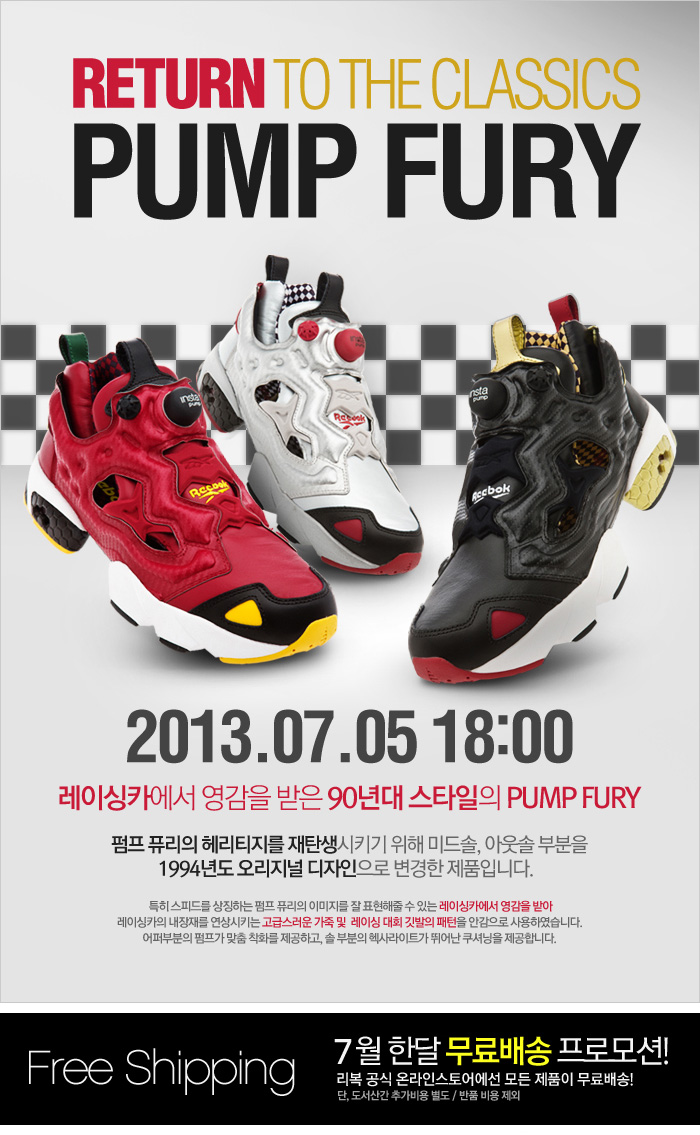 RETURN TO THE CLASSICS
PUMP FURY
insta pump
Reebok
Reebok
insta pump
Reebok
2013.07.05 18:00
레이싱카에서 영감을 받은 90년대 스타일의 PUMP FURY
펌프 퓨리의 헤리티지를 재탄생시키기 위해 미드솔, 아웃솔 부분을
1994년도 오리지널 디자인으로 변경한 제품입니다.
특히 스피드를 상징하는 펌프 퓨리의 이미지를 잘 표현해줄 수 있는 레이싱카에서 영감을 받아
레이싱카의 내장재를 연상시키는 고급스러운 가죽 및 레이싱 대회 깃발의 패턴을 안감으로 사용하였습니다.
어퍼부분의 펌프가 맞춤 착화를 제공하고, 솔 부분의 헥사라이트가 뛰어난 쿠셔닝을 제공합니다.
Free Shipping
7월 한달 무료배송 프로모션!
리복 공식 온라인스토어에선 모든 제품이 무료배송!
단, 도서산간 추가비용 별도 / 반품 비용 제외